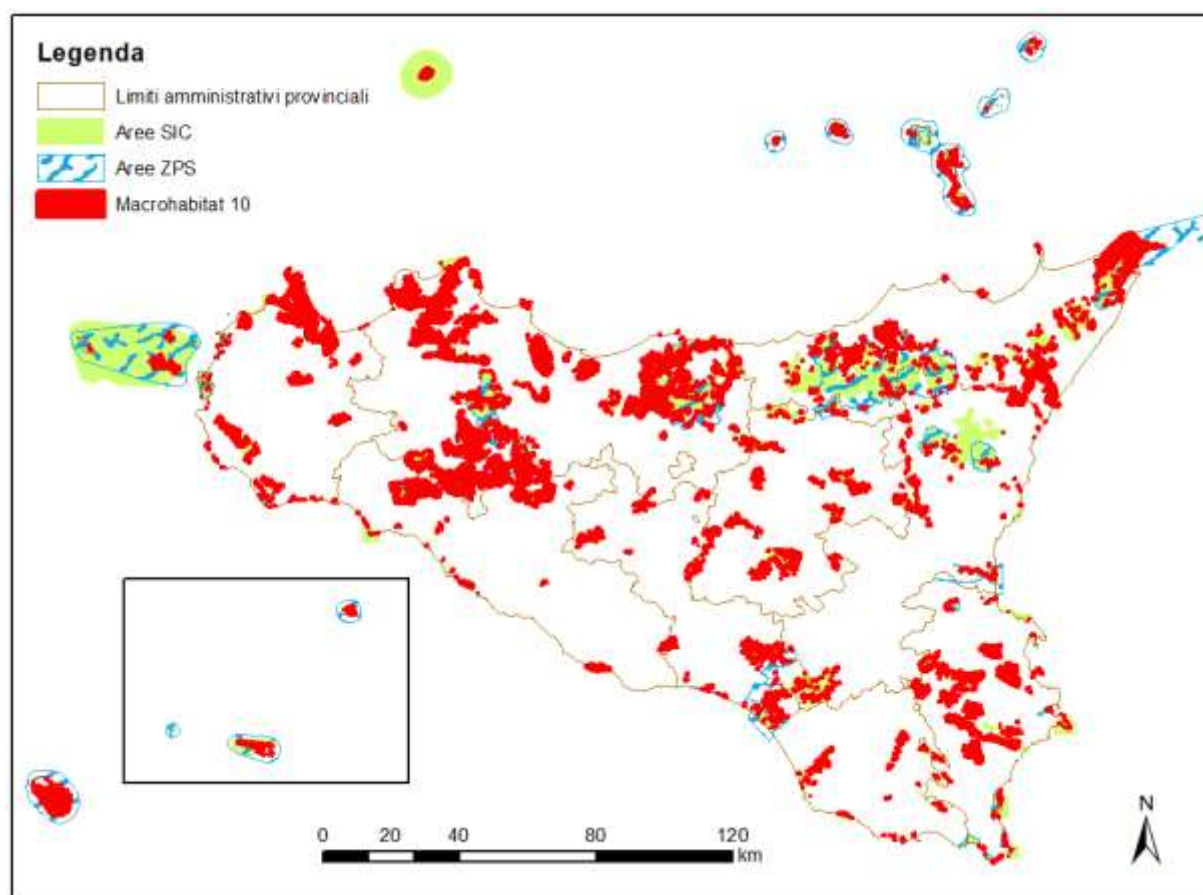 Legenda
Limiti amministrativi provinciali
Aree SIC
Aree ZPS
Macrohabitat 10
N
0 20 40 80 120
km